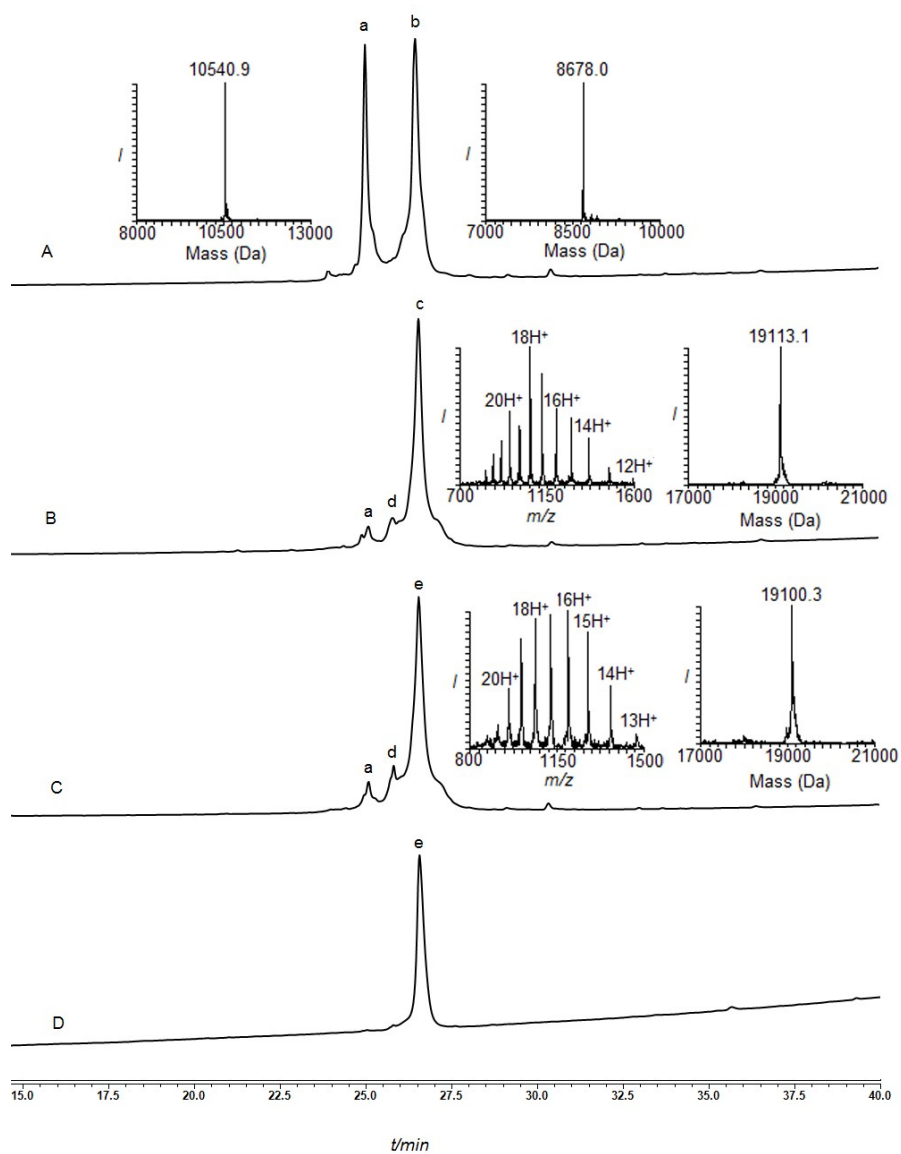 a
b
10540.9
8678.0
I
I
8000
10500
13000
Mass (Da)
7000
8500
10000
Mass (Da)
A
c
18H+
20H+
16H+
14H+
12H+
I
700
1150
1600
m/z
19113.1
I
17000
19000
21000
Mass (Da)
a
d
B
e
18H+
16H+
15H+
20H+
14H+
13H+
I
800
1150
1500
m/z
19100.3
I
17000
19000
21000
Mass (Da)
a
d
C
e
D
15.0 17.5 20.0 22.5 25.0 27.5 30.0 32.5 35.0 37.5 40.0
t/min